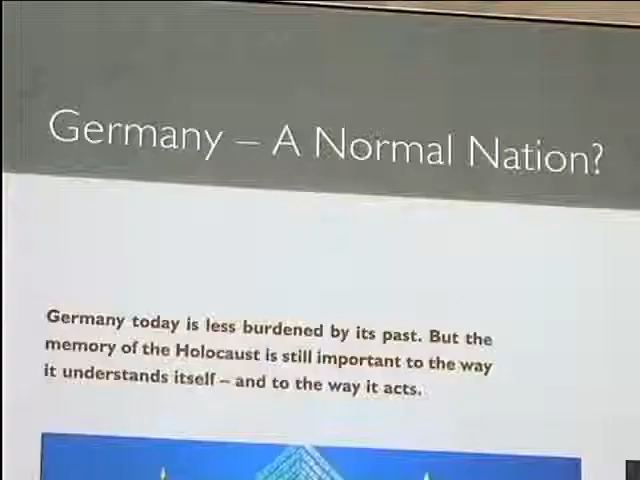 Germany – A Normal Nation?
Germany today is less burdened by its past. But the
memory of the Holocaust is still important to the way
it understands itself – and to the way it acts.